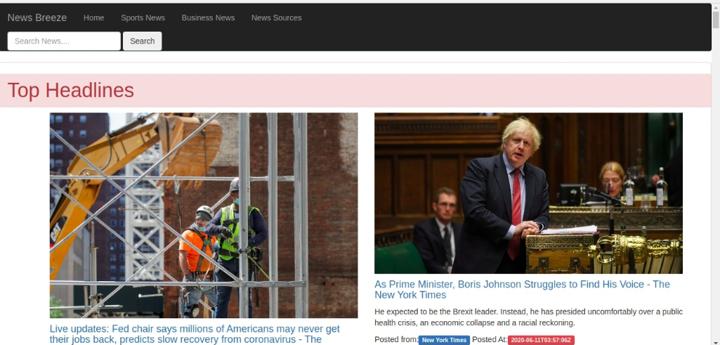 News Breeze Home Sports News Business News News Sources
Search News.... Search
Top Headlines
Live updates: Fed chair says millions of Americans may never get
their jobs back, predicts slow recovery from coronavirus - The
As Prime Minister, Boris Johnson Struggles to Find His Voice - The
New York Times
He expected to be the Brexit leader. Instead, he has presided uncomfortably over a public
health crisis, an economic collapse and a racial reckoning.
Posted from: New York Times Posted At: 2020-06-11T03:57:06Z